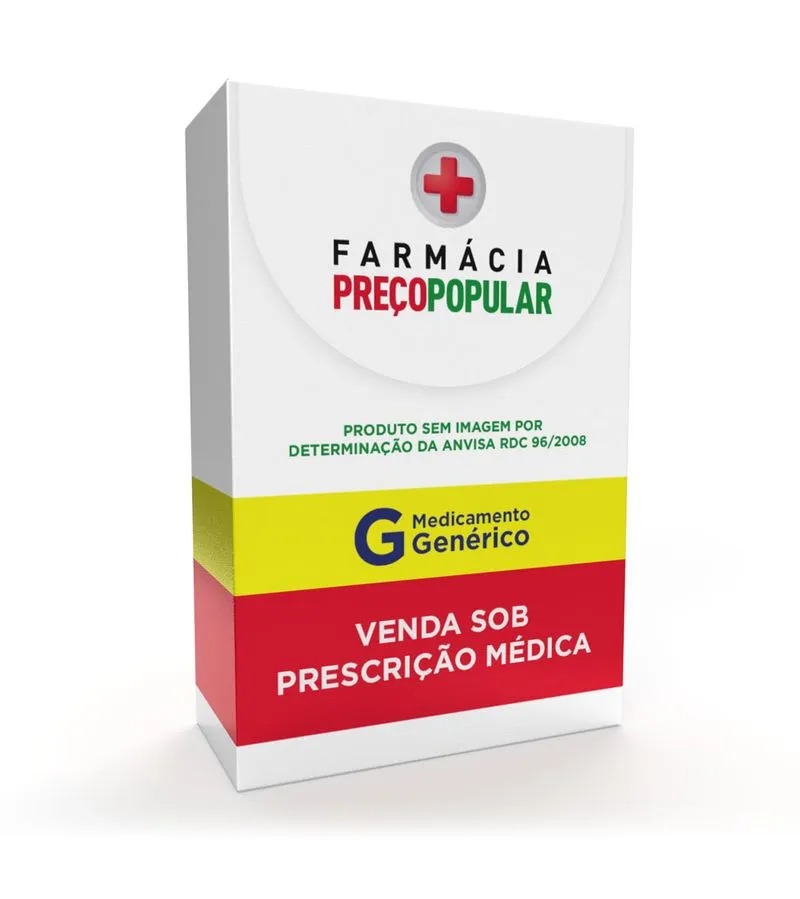 FARMÁCIA
PREÇOPOPULAR
PRODUTO SEM IMAGEM POR
DETERMINAÇÃO DA ANVISA RDC 96/2008
G Medicamento
Genérico
VENDA SOB
PRESCRIÇÃO MÉDICA